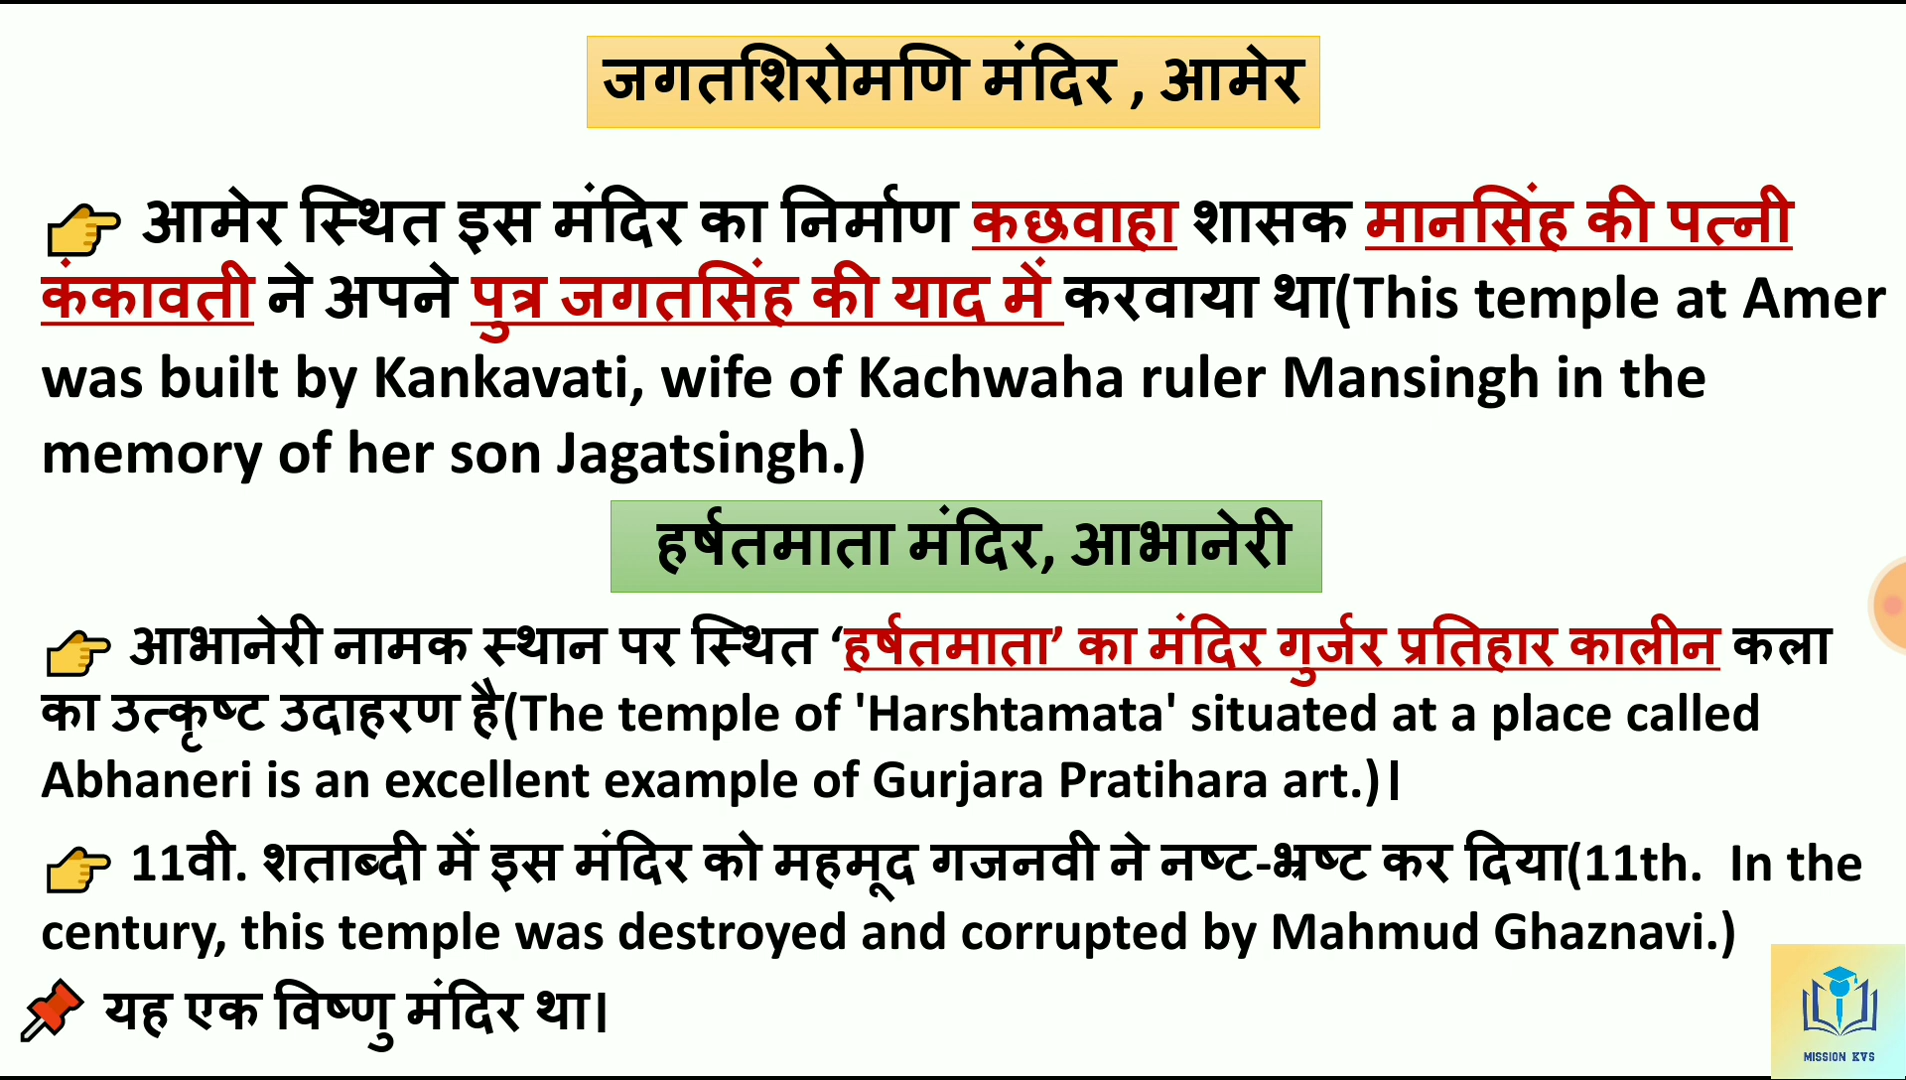 जगतशिरोमणि मंदिर , आमेर
👉 आमेर स्थित इस मंदिर का निर्माण कछवाहा शासक मानसिंह की पत्नी
कंकावती ने अपने पुत्र जगतसिंह की याद में करवाया था(This temple at Amer
was built by Kankavati, wife of Kachwaha ruler Mansingh in the
memory of her son Jagatsingh.)
हर्षतमाता मंदिर, आभानेरी
👉 आभानेरी नामक स्थान पर स्थित ‘हर्षतमाता’ का मंदिर गुर्जर प्रतिहार कालीन कला
का उत्कृष्ट उदाहरण है(The temple of 'Harshtamata' situated at a place called
Abhaneri is an excellent example of Gurjara Pratihara art.)।
👉 11वी. शताब्दी में इस मंदिर को महमूद गजनवी ने नष्ट-भ्रष्ट कर दिया(11th. In the
century, this temple was destroyed and corrupted by Mahmud Ghaznavi.)
📌 यह एक विष्णु मंदिर था।
MISSION KVS